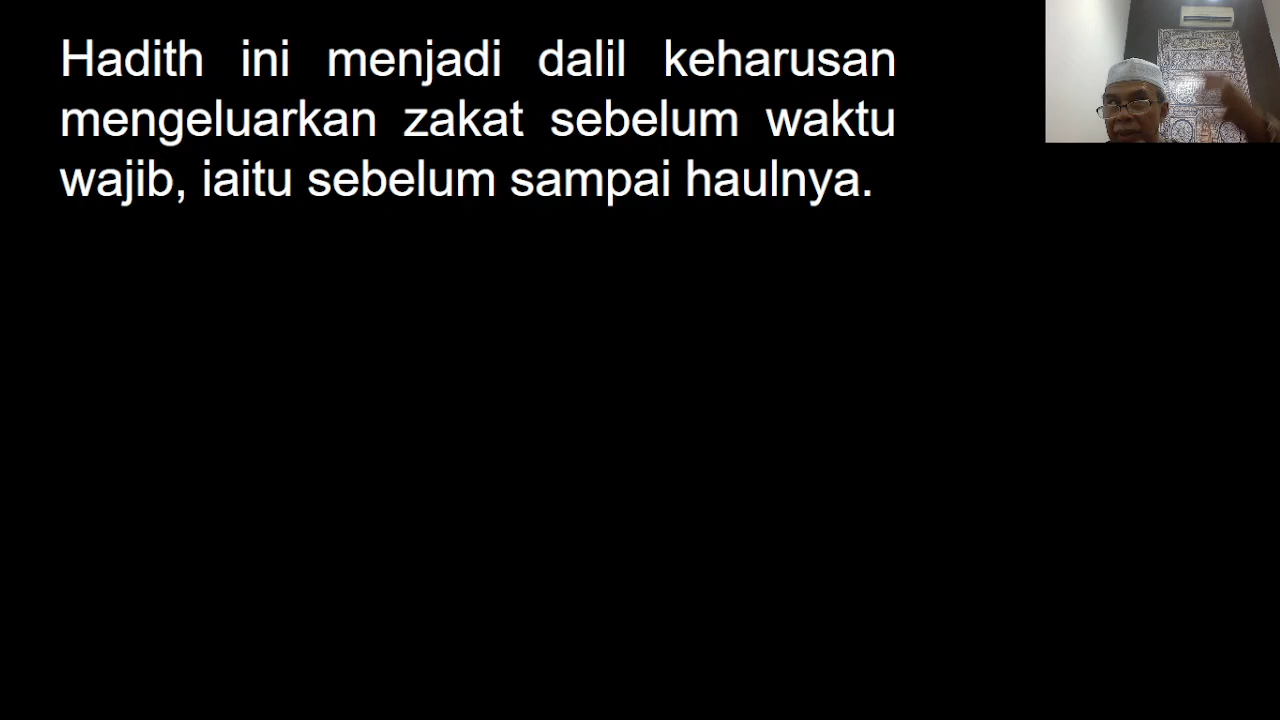 Hadith ini menjadi dalil keharusan
mengeluarkan zakat sebelum waktu
wajib, iaitu sebelum sampai haulnya.